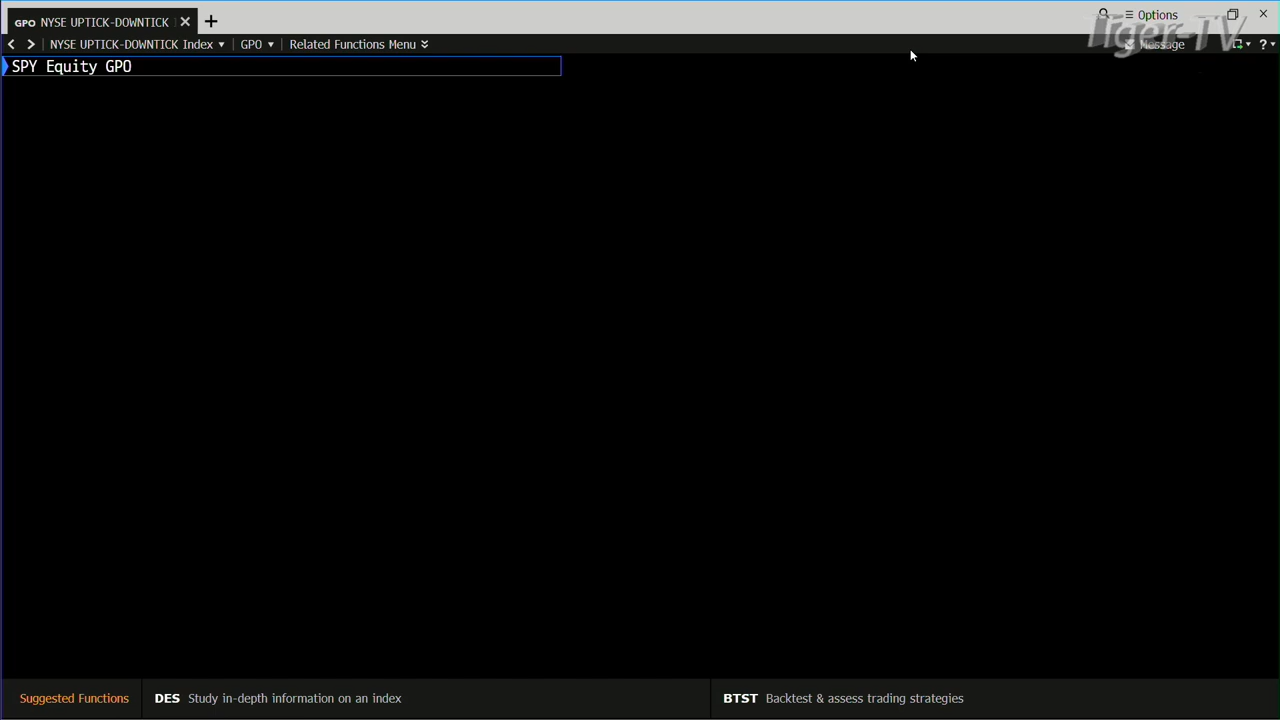 GPO NYSE UPTICK-DOWNTICK
Options
Tiger-TV
NYSE UPTICK-DOWNTICK Index GPO Related Functions Menu Message ?
SPY Equity GPO
Suggested Functions DES Study in-depth information on an index BTST Backtest & assess trading strategies